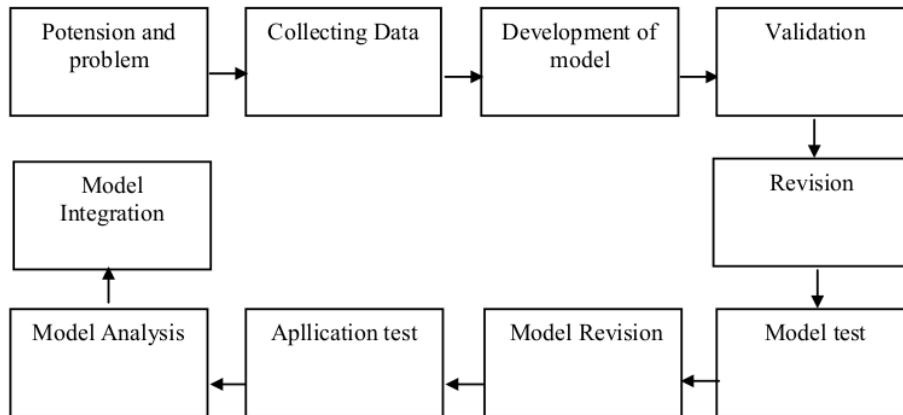 Potension and
problem
Collecting Data
Development of
model
Validation
Model
Integration
Revision
Model Analysis
Apllication test
Model Revision
Model test